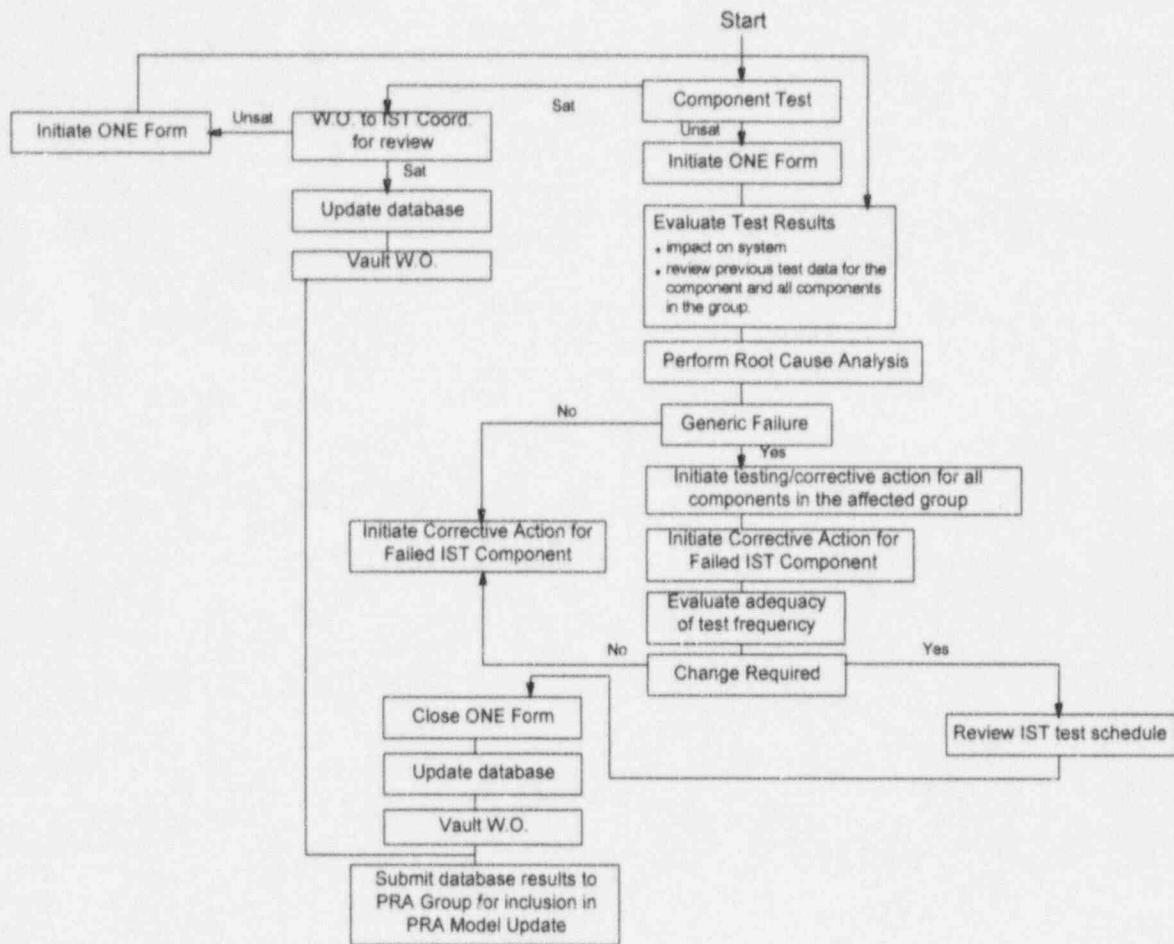 Start
Component Test
Sat
Unsat
Initiate ONE Form
Unsat
W.O. to IST Coord.
for review
Sat
Update database
Vault W.O.
Initiate ONE Form
Evaluate Test Results
• impact on system
• review previous test data for the
component and all components
in the group.
Perform Root Cause Analysis
No
Generic Failure
Yes
Initiate testing/corrective action for all
components in the affected group
Initiate Corrective Action for
Failed IST Component
Initiate Corrective Action for
Failed IST Component
Evaluate adequacy
of test frequency
No
Change Required
Yes
Close ONE Form
Review IST test schedule
Update database
Vault W.O.
Submit database results to
PRA Group for inclusion in
PRA Model Update